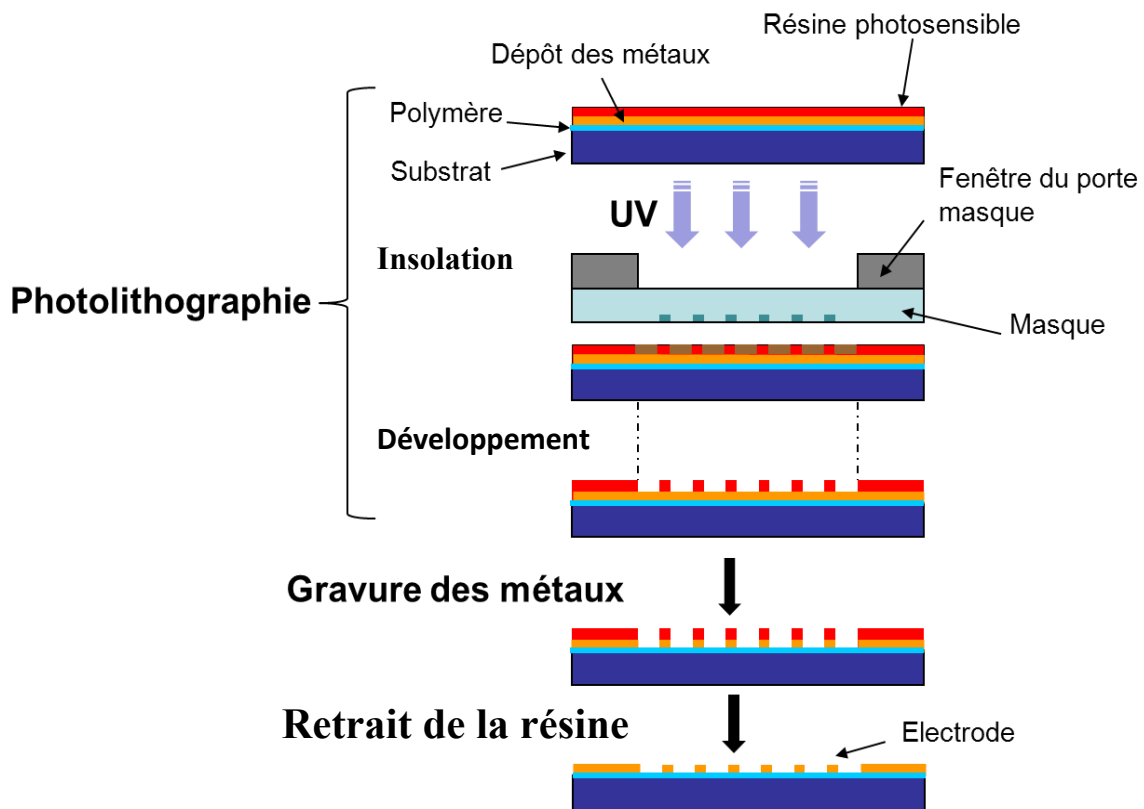 Résine photosensible
Dépôt des métaux
Polymère
Substrat
Fenêtre du porte
masque
UV
Insolation
Photolithographie
Masque
Développement
Gravure des métaux
Retrait de la résine
Electrode